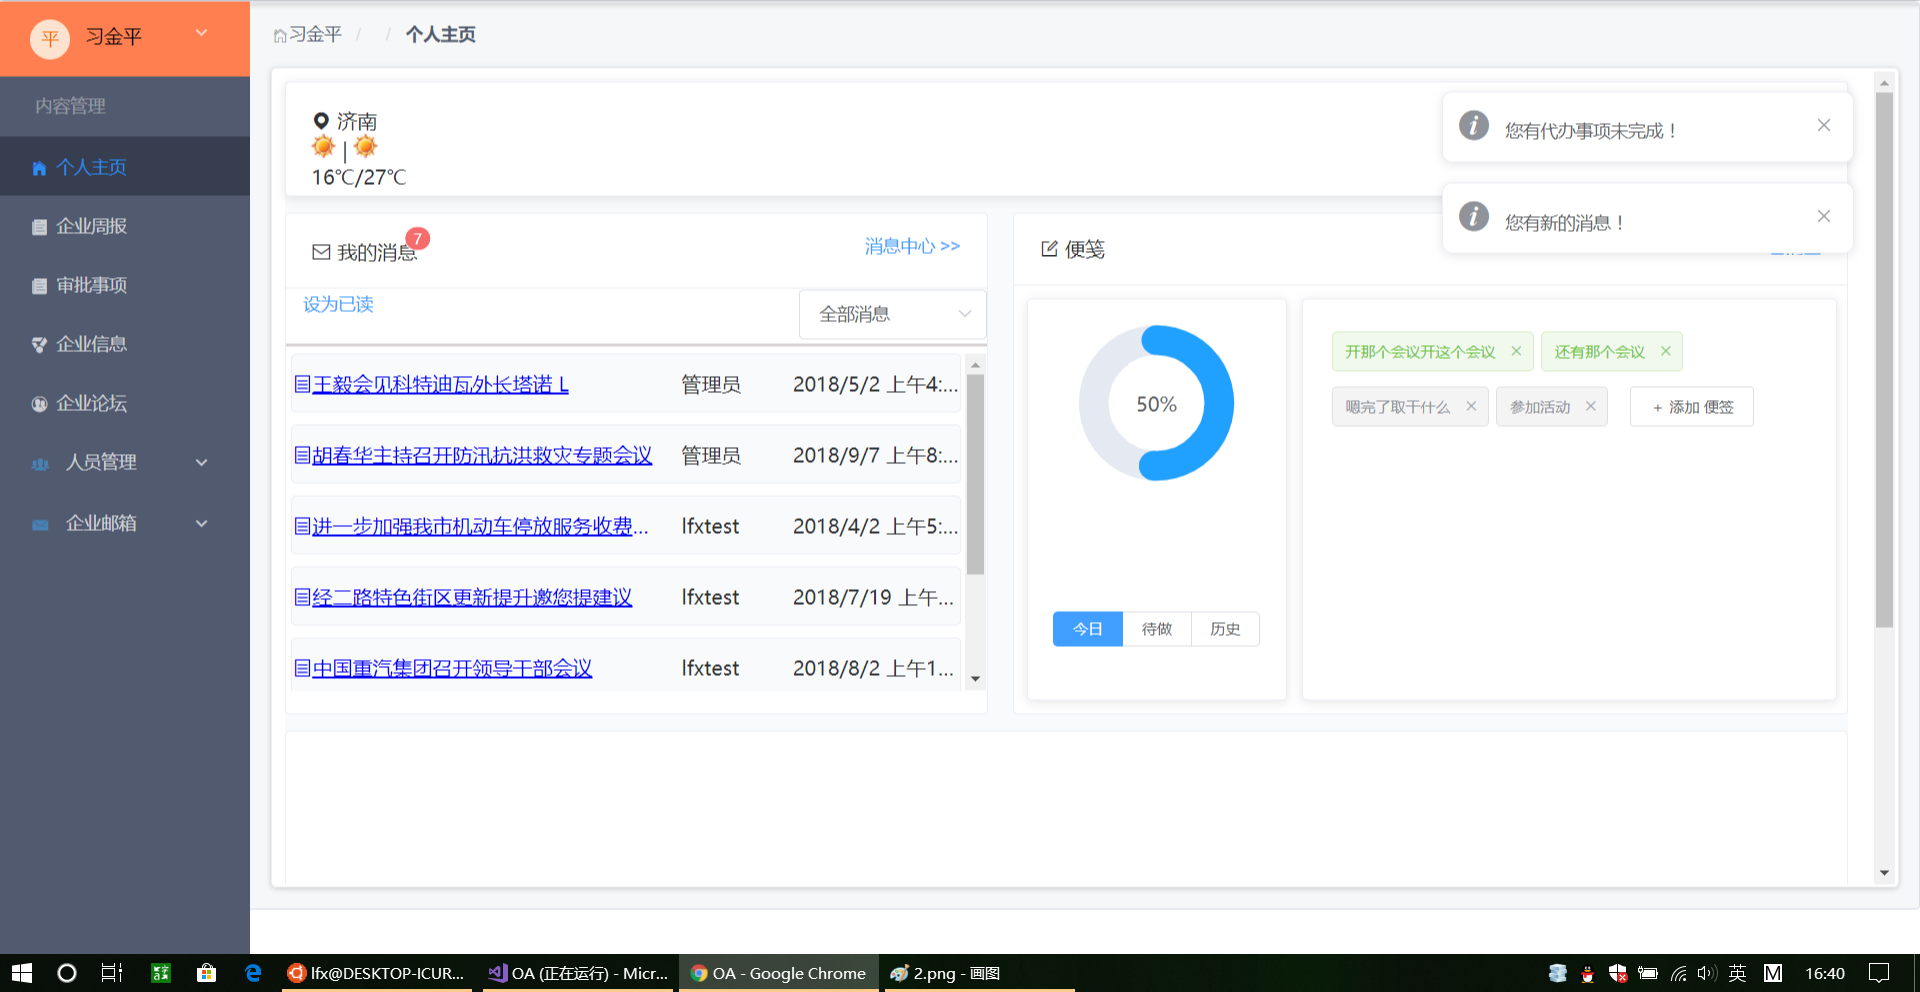 平 习金平
习金平 / / 个人主页
内容管理
个人主页
企业周报
审批事项
企业信息
企业论坛
人员管理
企业邮箱
济南
|
16℃/27℃
您有代办事项未完成！
您有新的消息！
我的消息 7 消息中心 >>
设为已读 全部消息
王毅会见科特迪瓦外长塔诺 L 管理员 2018/5/2 上午4:...
胡春华主持召开防汛抗洪救灾专题会议 管理员 2018/9/7 上午8:...
进一步加强我市机动车停放服务收费... lfxtest 2018/4/2 上午5:...
经二路特色街区更新提升邀您提建议 lfxtest 2018/7/19 上午...
中国重汽集团召开领导干部会议 lfxtest 2018/8/2 上午1...
便笺
50%
今日 待做 历史
开那个会议开这个会议 × 还有那个会议 ×
嗯完了取干什么 × 参加活动 × + 添加 便签
lfx@DESKTOP-ICUR... OA (正在运行) - Micr... OA - Google Chrome 2.png - 画图 英 M 16:40